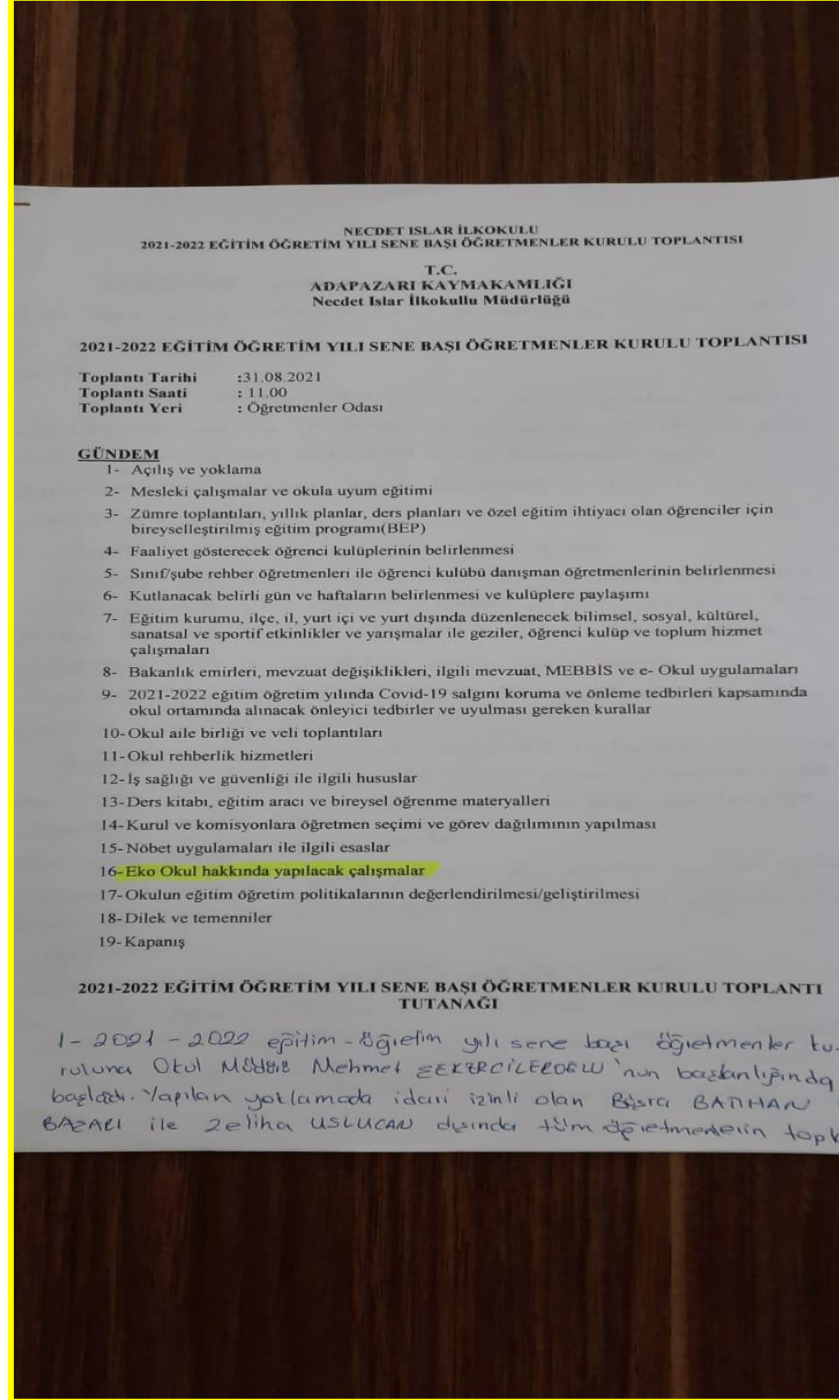 NECDET ISLAR İLKOKULU
2021-2022 EĞİTİM ÖĞRETİM YILI SENE BAŞI ÖĞRETMENLER KURULU TOPLANTISI
T.C.
ADAPAZARI KAYMAKAMLIĞI
Necdet Islar İlkokullu Müdürlüğü
2021-2022 EĞİTİM ÖĞRETİM YILI SENE BAŞI ÖĞRETMENLER KURULU TOPLANTISI
Toplantı Tarihi :31.08.2021
Toplantı Saati : 11.00
Toplantı Yeri : Öğretmenler Odası
GÜNDEM
1- Açılış ve yoklama
2- Mesleki çalışmalar ve okula uyum eğitimi
3- Zümre toplantıları, yıllık planlar, ders planları ve özel eğitim ihtiyacı olan öğrenciler için
bireyselleştirilmiş eğitim programı(BEP)
4- Faaliyet gösterecek öğrenci kulüplerinin belirlenmesi
5- Sınıf/şube rehber öğretmenleri ile öğrenci kulübü danışman öğretmenlerinin belirlenmesi
6- Kutlanacak belirli gün ve haftaların belirlenmesi ve kulüplere paylaşımı
7- Eğitim kurumu, ilçe, il, yurt içi ve yurt dışında düzenlenecek bilimsel, sosyal, kültürel,
sanatsal ve sportif etkinlikler ve yarışmalar ile geziler, öğrenci kulüp ve toplum hizmet
çalışmaları
8- Bakanlık emirleri, mevzuat değişiklikleri, ilgili mevzuat, MEBBİS ve e- Okul uygulamaları
9- 2021-2022 eğitim öğretim yılında Covid-19 salgını koruma ve önleme tedbirleri kapsamında
okul ortamında alınacak önleyici tedbirler ve uyulması gereken kurallar
10- Okul aile birliği ve veli toplantıları
11- Okul rehberlik hizmetleri
12- İş sağlığı ve güvenliği ile ilgili hususlar
13- Ders kitabı, eğitim aracı ve bireysel öğrenme materyalleri
14- Kurul ve komisyonlara öğretmen seçimi ve görev dağılımının yapılması
15- Nöbet uygulamaları ile ilgili esaslar
16- Eko Okul hakkında yapılacak çalışmalar
17- Okulun eğitim öğretim politikalarının değerlendirilmesi/geliştirilmesi
18- Dilek ve temenniler
19- Kapanış
2021-2022 EĞİTİM ÖĞRETİM YILI SENE BAŞI ÖĞRETMENLER KURULU TOPLANTI
TUTANAĞI
1- 2021 - 2022 eğitim - öğretim yılı sene başı öğretmenler ku-
ruluna Okul Müdürü Mehmet ŞEKERCİLEROĞLU 'nun başkanlığında
başladı. Yapılan yoklamada idari izinli olan Büşra BATIHAN
BAZARI ile Zeliha USLUCAN dışında tüm öğretmenlerin